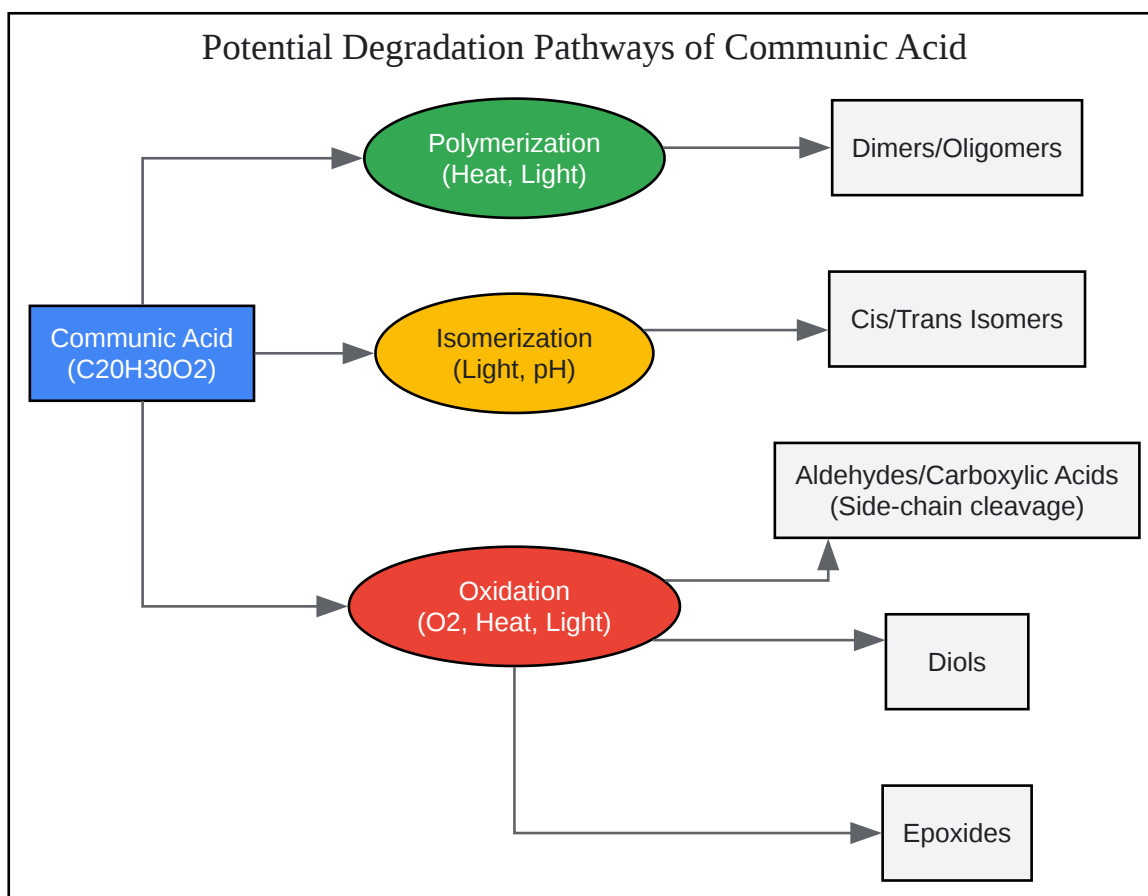 Potential Degradation Pathways of Communic Acid
Polymerization
(Heat, Light)
Dimers/Oligomers
Communic Acid
(C20H30O2)
Isomerization
(Light, pH)
Cis/Trans Isomers
Aldehydes/Carboxylic Acids
(Side-chain cleavage)
Oxidation
(O2, Heat, Light)
Diols
Epoxides